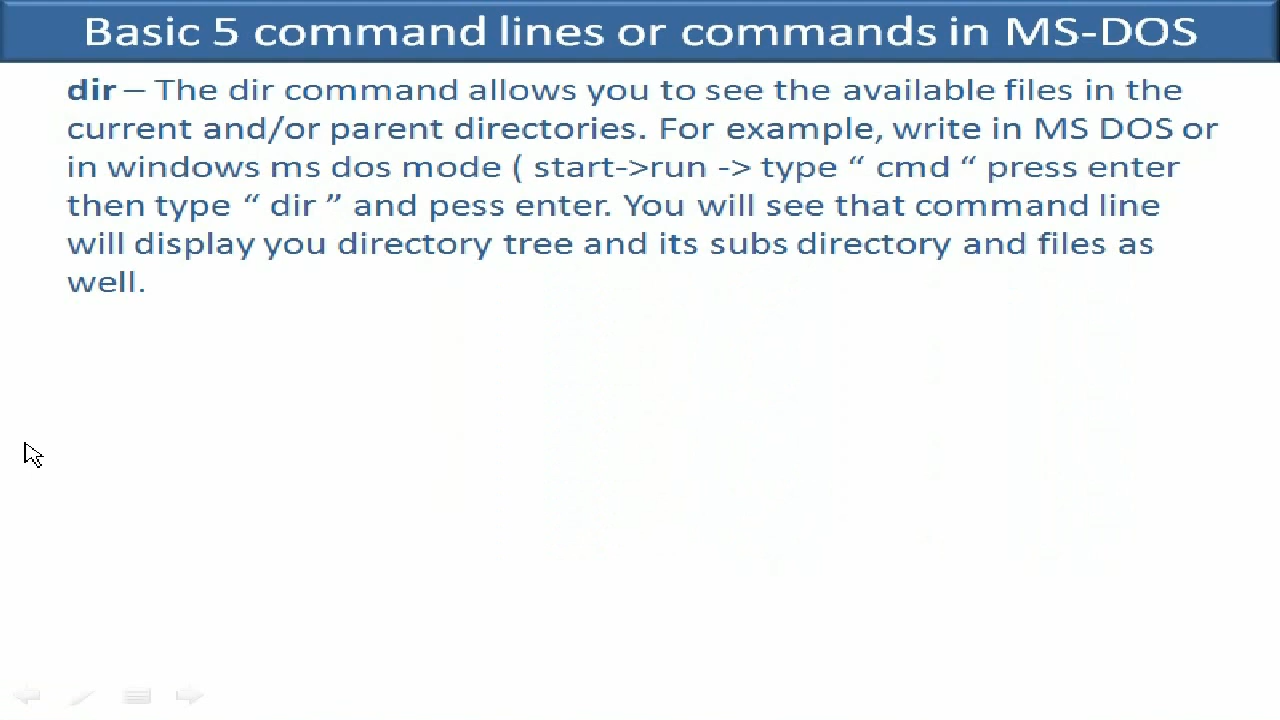 Basic 5 command lines or commands in MS-DOS
dir – The dir command allows you to see the available files in the
current and/or parent directories. For example, write in MS DOS or
in windows ms dos mode ( start->run -> type “ cmd “ press enter
then type “ dir ” and pess enter. You will see that command line
will display you directory tree and its subs directory and files as
well.